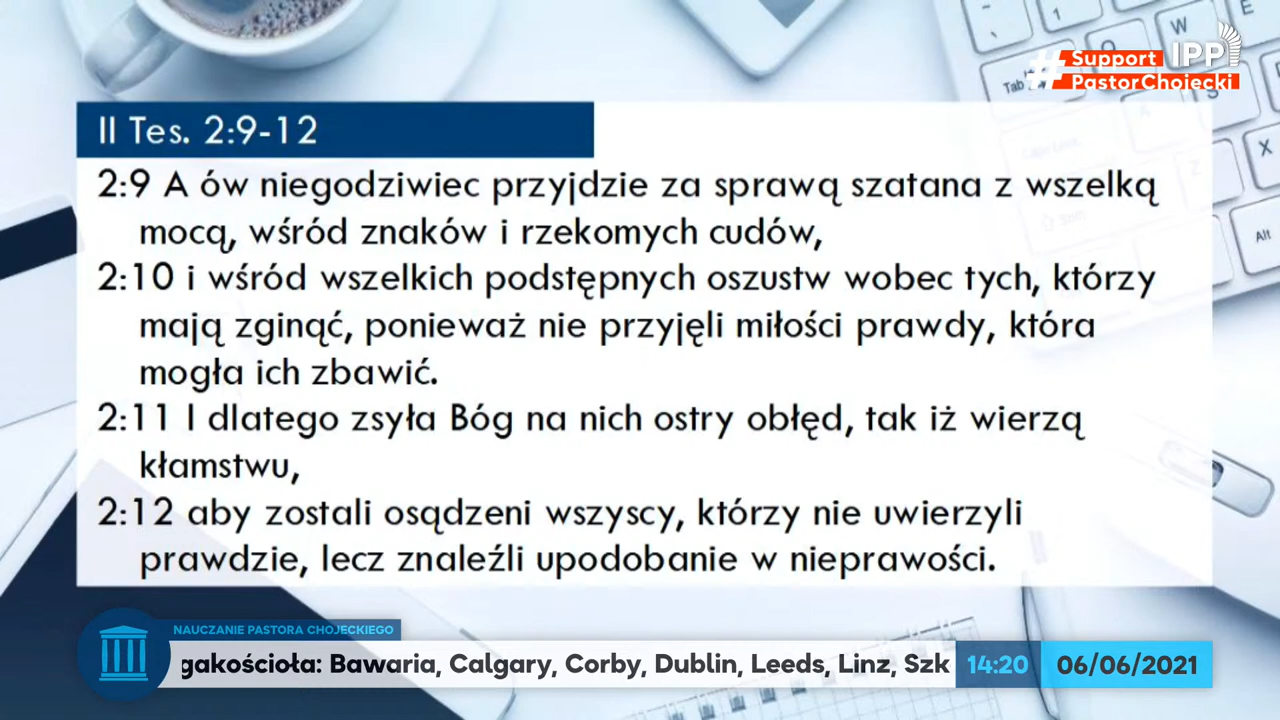 #Support
PastorChojecki
IPP
II Tes. 2:9-12
2:9 A ów niegodziwiec przyjdzie za sprawą szatana z wszelką
mocą, wśród znaków i rzekomych cudów,
2:10 i wśród wszelkich podstępnych oszustw wobec tych, którzy
mają zginąć, ponieważ nie przyjęli miłości prawdy, która
mogła ich zbawić.
2:11 I dlatego zsyła Bóg na nich ostry obłęd, tak iż wierzą
kłamstwu,
2:12 aby zostali osądzeni wszyscy, którzy nie uwierzyli
prawdzie, lecz znaleźli upodobanie w nieprawości.
NAUCZANIE PASTORA CHOJECKIEGO
gakościoła: Bawaria, Calgary, Corby, Dublin, Leeds, Linz, Szk
14:20
06/06/2021